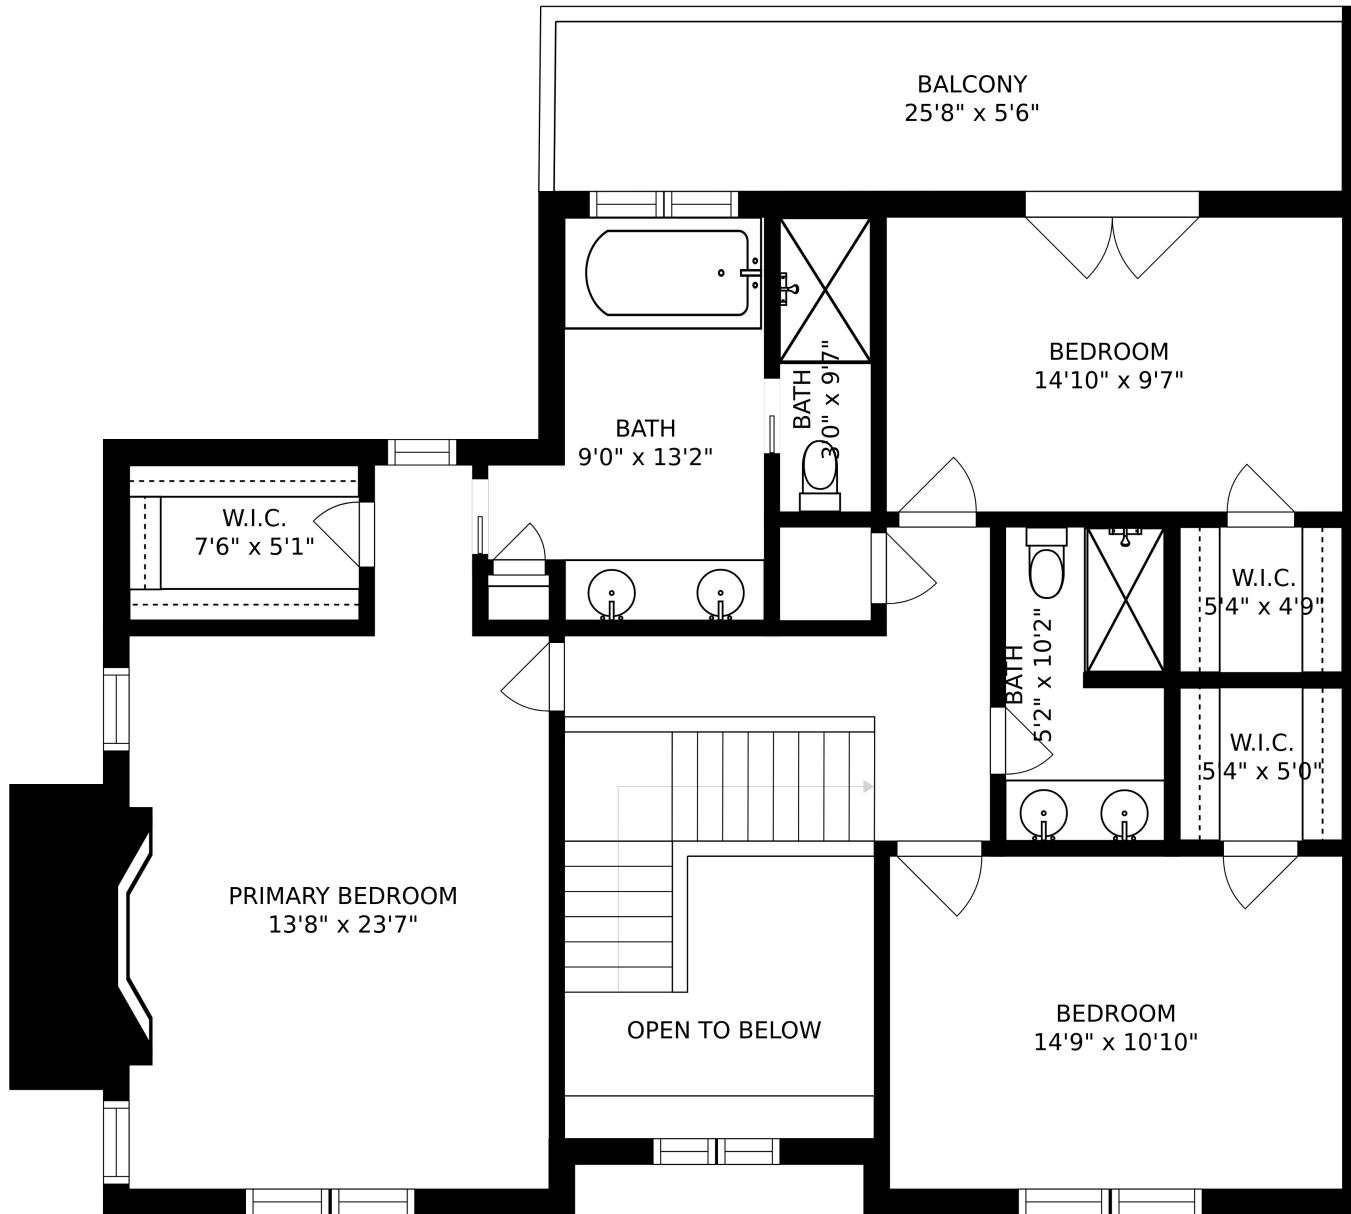 BALCONY
25'8" x 5'6"
BEDROOM
14'10" x 9'7"
BATH
3'0" x 9'7"
BATH
9'0" x 13'2"
W.I.C.
7'6" x 5'1"
W.I.C.
5'4" x 4'9"
BATH
5'2" x 10'2"
W.I.C.
5'4" x 5'0"
PRIMARY BEDROOM
13'8" x 23'7"
OPEN TO BELOW
BEDROOM
14'9" x 10'10"